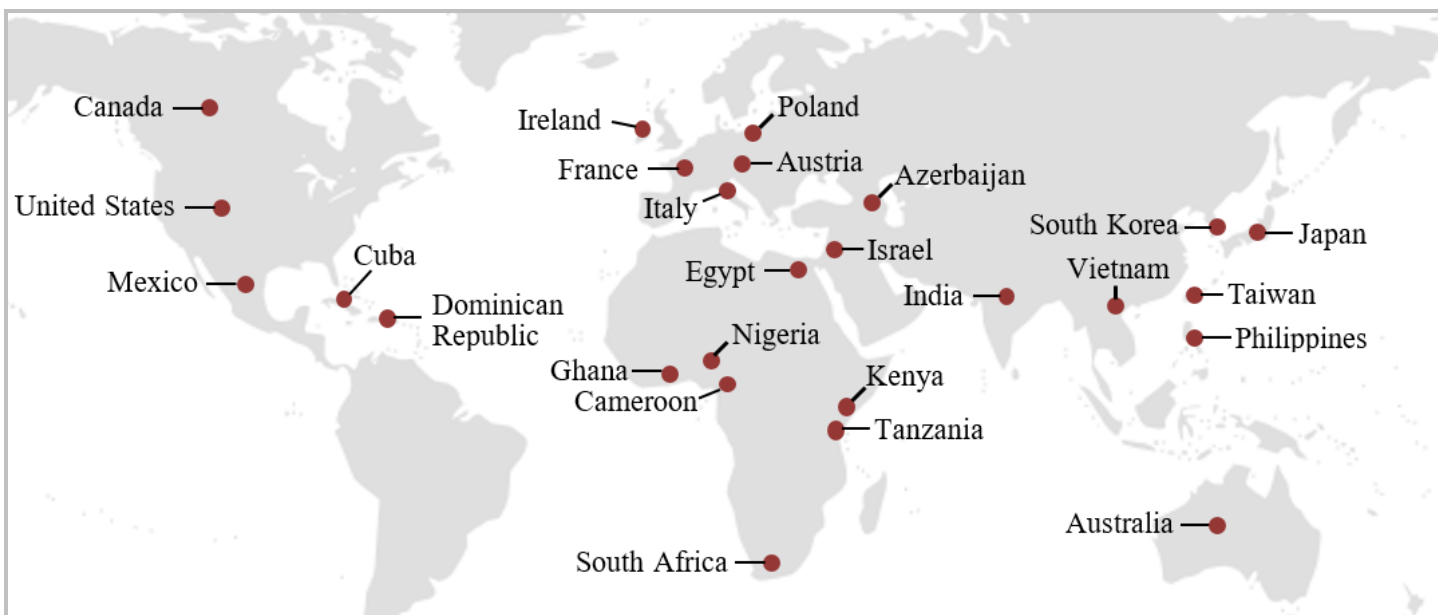 Canada
Ireland
Poland
France
Austria
Azerbaijan
Italy
United States
South Korea
Japan
Cuba
Israel
Vietnam
Mexico
Egypt
India
Taiwan
Dominican
Republic
Nigeria
Philippines
Ghana
Kenya
Cameroon
Tanzania
Australia
South Africa